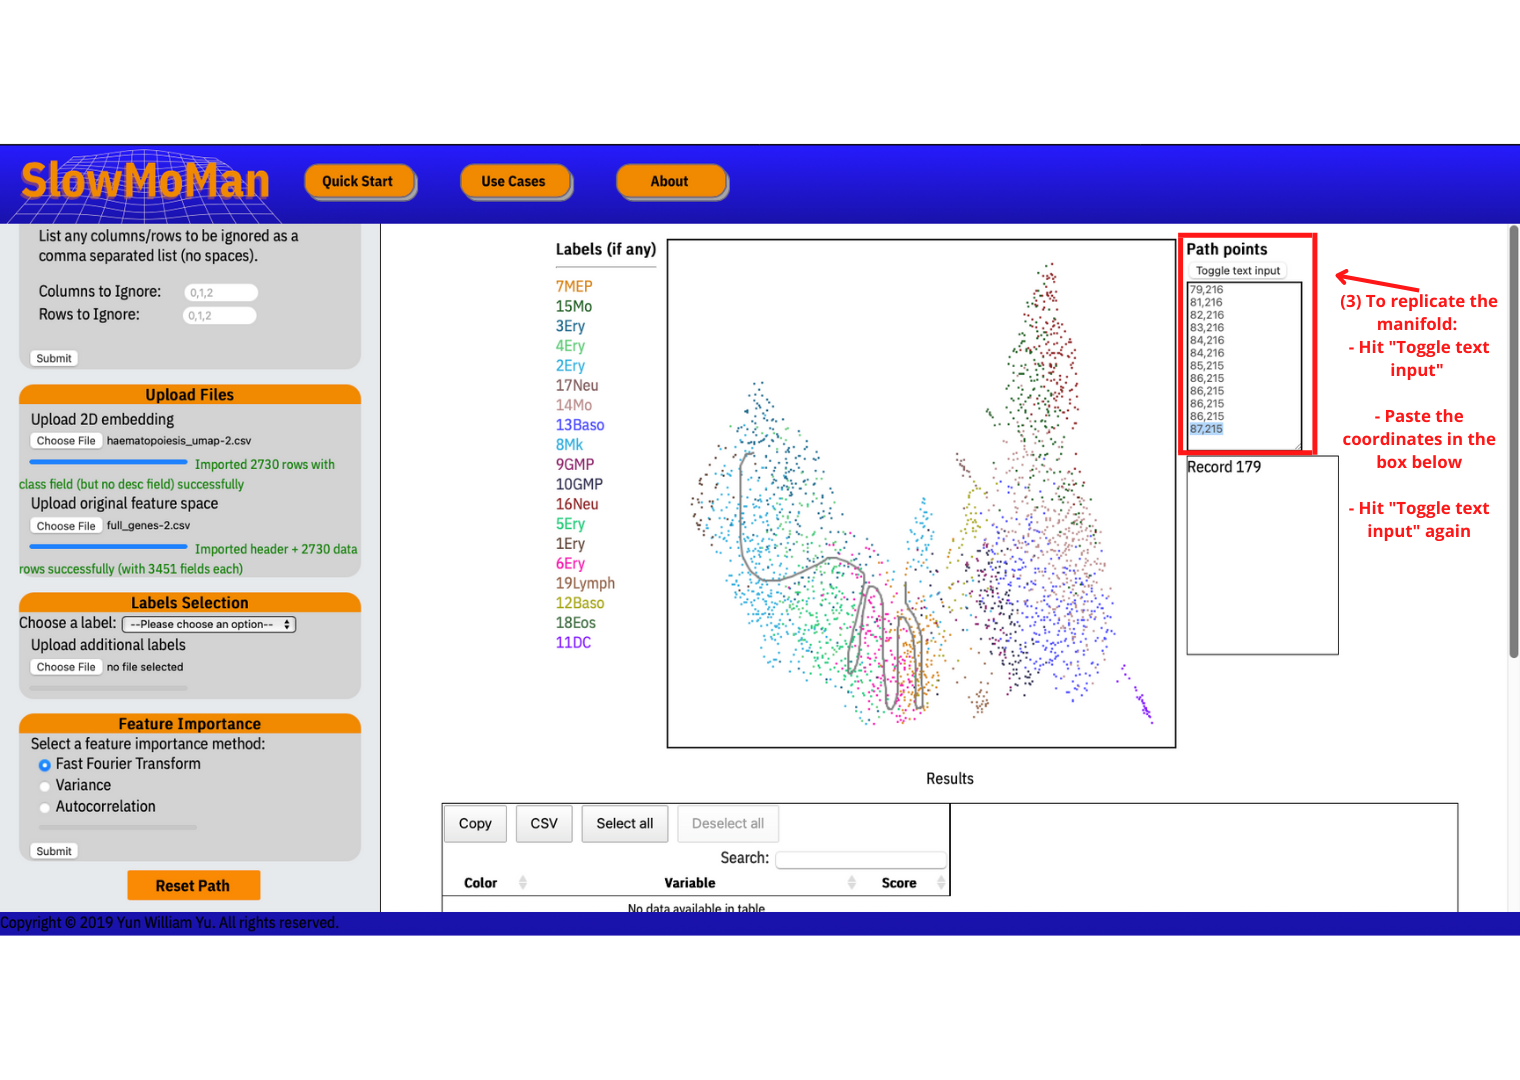 SlowMoMan
Quick Start
Use Cases
About
List any columns/rows to be ignored as a
comma separated list (no spaces).
Columns to Ignore: 0,1,2
Rows to Ignore: 0,1,2
Submit
Upload Files
Upload 2D embedding
Choose File haematopoiesis_umap-2.csv
Imported 2730 rows with
class field (but no desc field) successfully
Upload original feature space
Choose File full_genes-2.csv
Imported header + 2730 data
rows successfully (with 3451 fields each)
Labels Selection
Choose a label: --Please choose an option--
Upload additional labels
Choose File no file selected
Feature Importance
Select a feature importance method:
Fast Fourier Transform
Variance
Autocorrelation
Submit
Reset Path
Labels (if any)
7MEP
15Mo
3Ery
4Ery
2Ery
17Neu
14Mo
13Baso
8Mk
9GMP
10GMP
16Neu
5Ery
1Ery
6Ery
19Lymph
12Baso
18Eos
11DC
Path points
Toggle text input
79,216
81,216
82,216
83,216
84,216
84,216
85,215
86,215
86,215
86,215
86,215
87,215
Record 179
(3) To replicate the
manifold:
- Hit "Toggle text
input"
- Paste the
coordinates in the
box below
- Hit "Toggle text
input" again
Results
Copy
CSV
Select all
Deselect all
Search:
Color
Variable
Score
No data available in table
Copyright © 2019 Yun William Yu. All rights reserved.